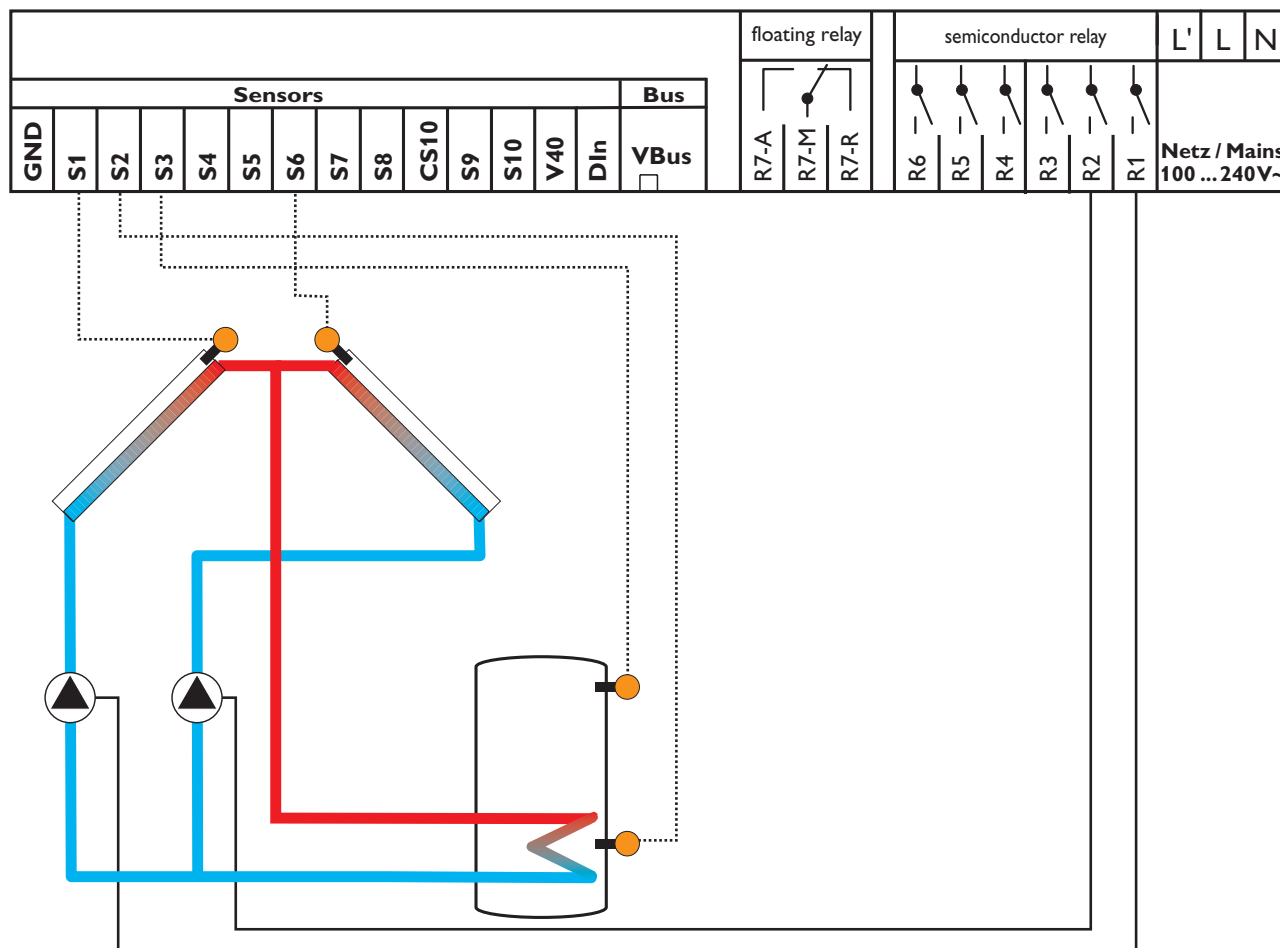 floating relay
semiconductor relay
L'
L
N
Sensors
Bus
GND
S1
S2
S3
S4
S5
S6
S7
S8
CS10
S9
S10
V40
DIn
VBus
R7-A
R7-M
R7-R
R6
R5
R4
R3
R2
R1
Netz / Mains
100 ... 240V~